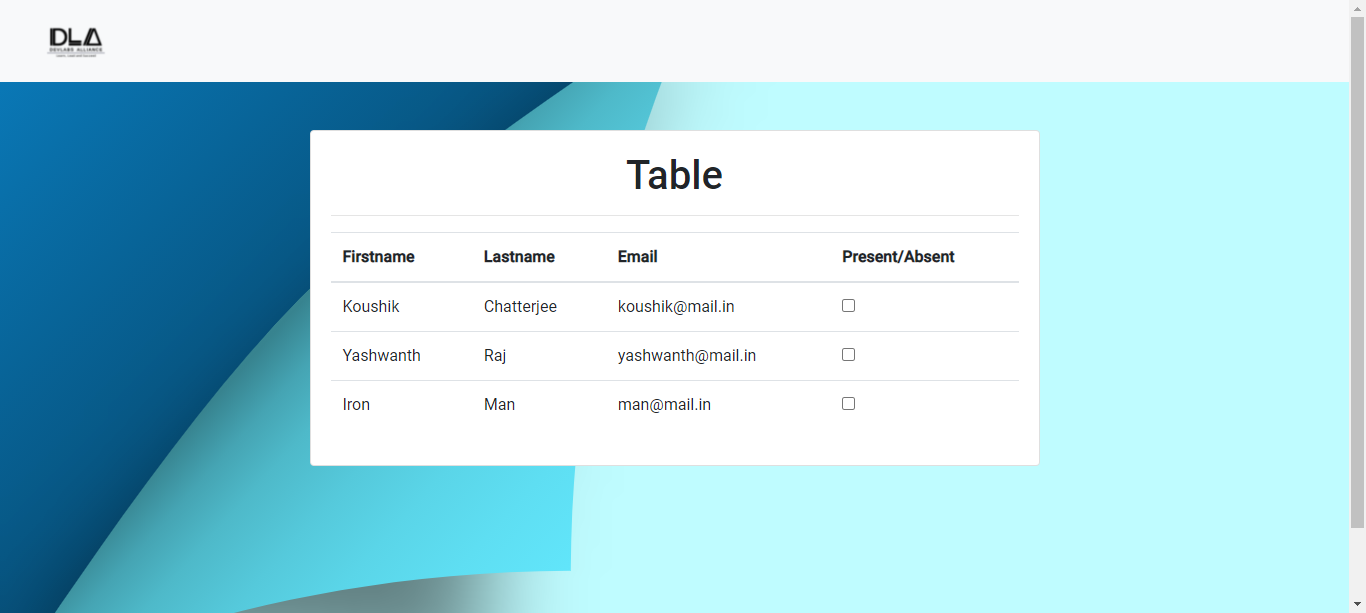 DLA
DEVLABS ALLIANCE
Table
Firstname Lastname Email Present/Absent
Koushik Chatterjee koushik@mail.in
Yashwanth Raj yashwanth@mail.in
Iron Man man@mail.in